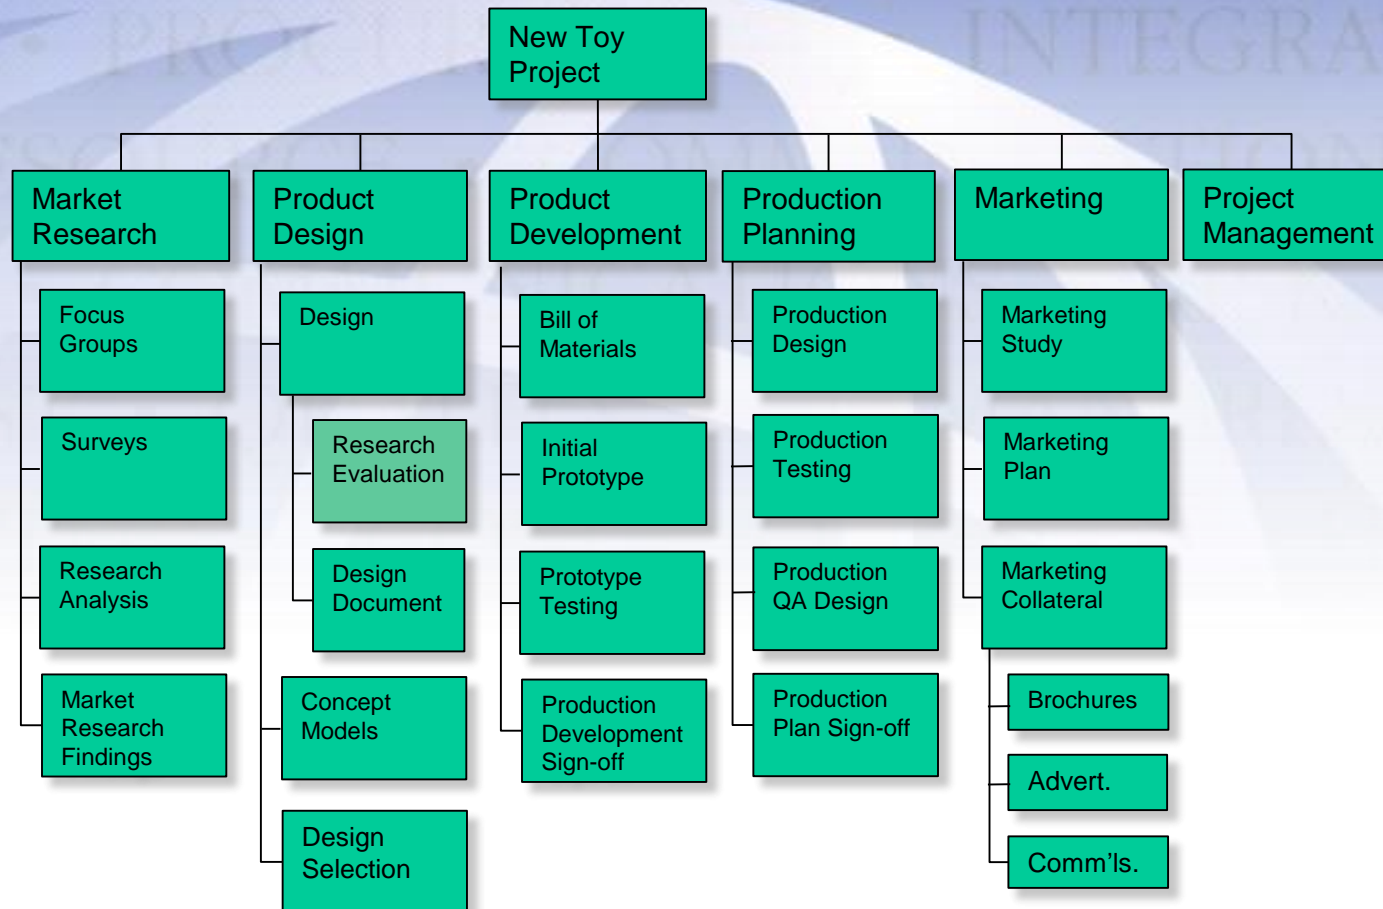 • PROCU
INTEGRA
New Toy
Project
Market
Research
Product
Design
Product
Development
Production
Planning
Marketing
Project
Management
Focus
Groups
Surveys
Research
Analysis
Market
Research
Findings
Design
Research
Evaluation
Design
Document
Concept
Models
Design
Selection
Bill of
Materials
Initial
Prototype
Prototype
Testing
Production
Development
Sign-off
Production
Design
Production
Testing
Production
QA Design
Production
Plan Sign-off
Marketing
Study
Marketing
Plan
Marketing
Collateral
Brochures
Advert.
Comm'ls.